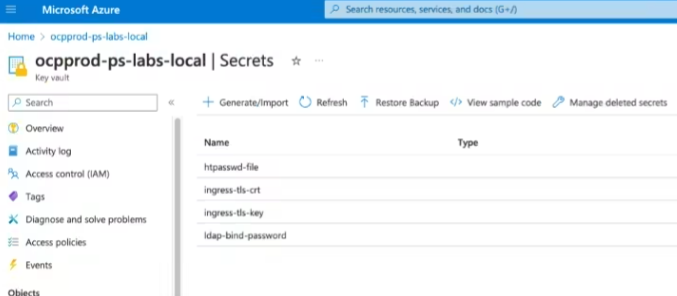 Microsoft Azure
Search resources, services, and docs (G+/)
Home > ocpprod-ps-labs-local
ocpprod-ps-labs-local | Secrets
Key vault
Search
Generate/Import
Refresh
Restore Backup
View sample code
Manage deleted secrets
Overview
Activity log
Access control (IAM)
Tags
Diagnose and solve problems
Access policies
Events
Objects
Name Type
htpasswd-file
ingress-tls-crt
ingress-tls-key
ldap-bind-password